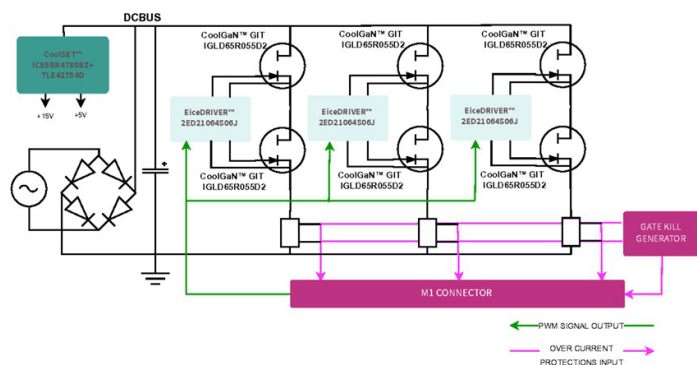 DCBUS
CoolSET™
ICE5BR4780BZ+
TLE42754D
+ 15V
+5V
CoolGaN™ GIT
IGLD65R055D2
CoolGaN™ GIT
IGLD65R055D2
CoolGaN™ GIT
IGLD65R055D2
EiceDRIVER™
2ED21064S06J
EiceDRIVER™
2ED21064S06J
EiceDRIVER™
2ED21064S06J
CoolGaN™ GIT
IGLD65R055D2
CoolGaN™ GIT
IGLD65R055D2
CoolGaN™ GIT
IGLD65R055D2
+
GATE KILL
GENERATOR
M1 CONNECTOR
PWM SIGNAL OUTPUT
OVER CURRENT
PROTECTIONS INPUT